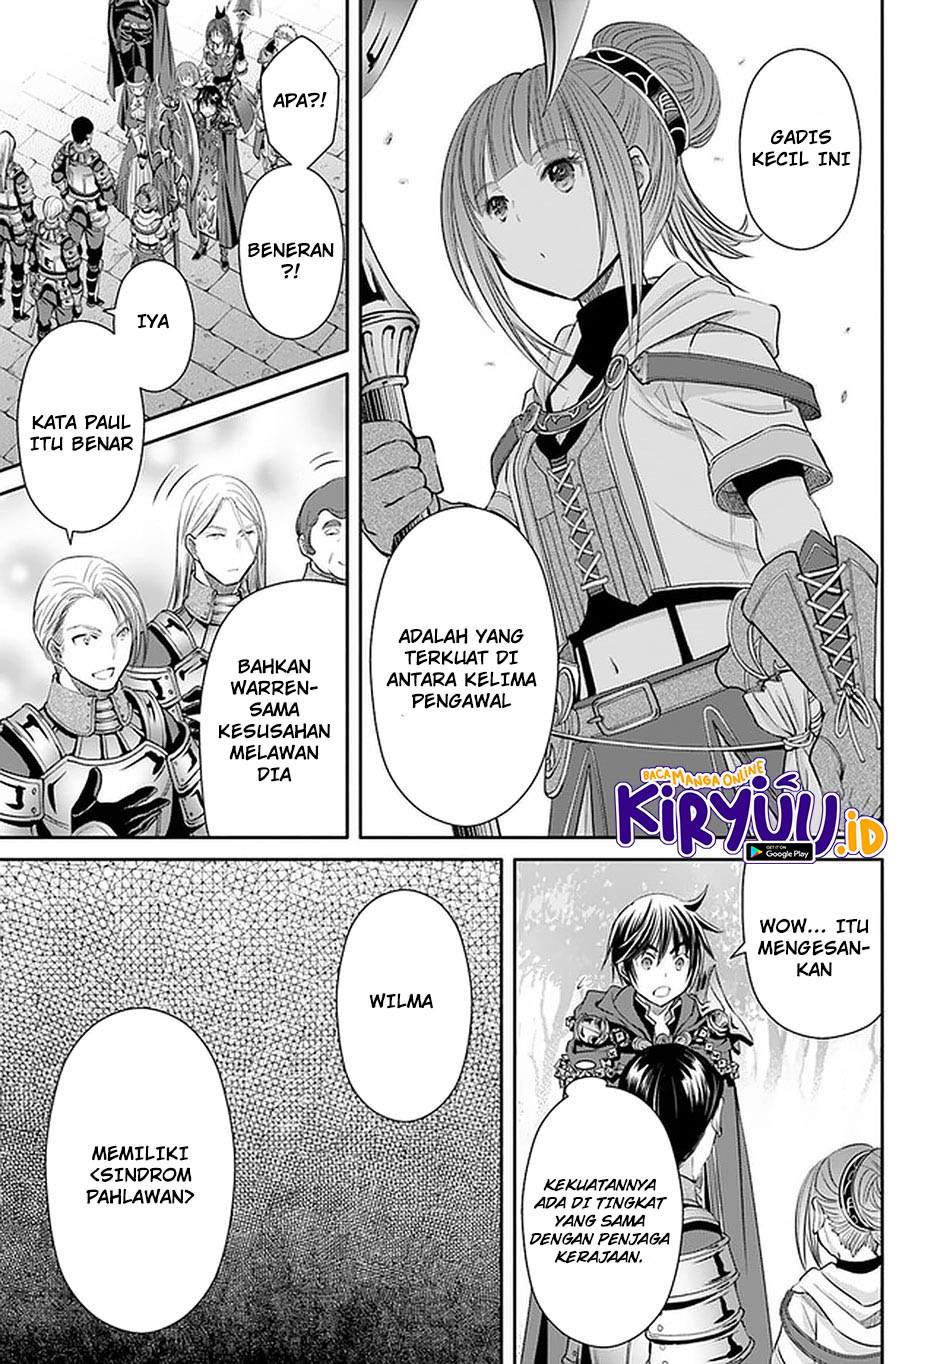 GADIS
KECIL INI
ADALAH YANG
TERKUAT DI
ANTARA KELIMA
PENGAWAL
APA?!
BENERAN
?!
IYA
KATA PAUL
ITU BENAR
BAHKAN
WARREN-
SAMA
KESUSAHAN
MELAWAN
DIA
BACA MANGA ONLINE
KIRYUU.ID
GET IT ON
Google Play
WOW... ITU
MENGESAN-
KAN
KEKUATANNYA
ADA DI TINGKAT
YANG SAMA
DENGAN PENJAGA
KERAJAAN.
WILMA
MEMILIKI
<SINDROM
PAHLAWAN>